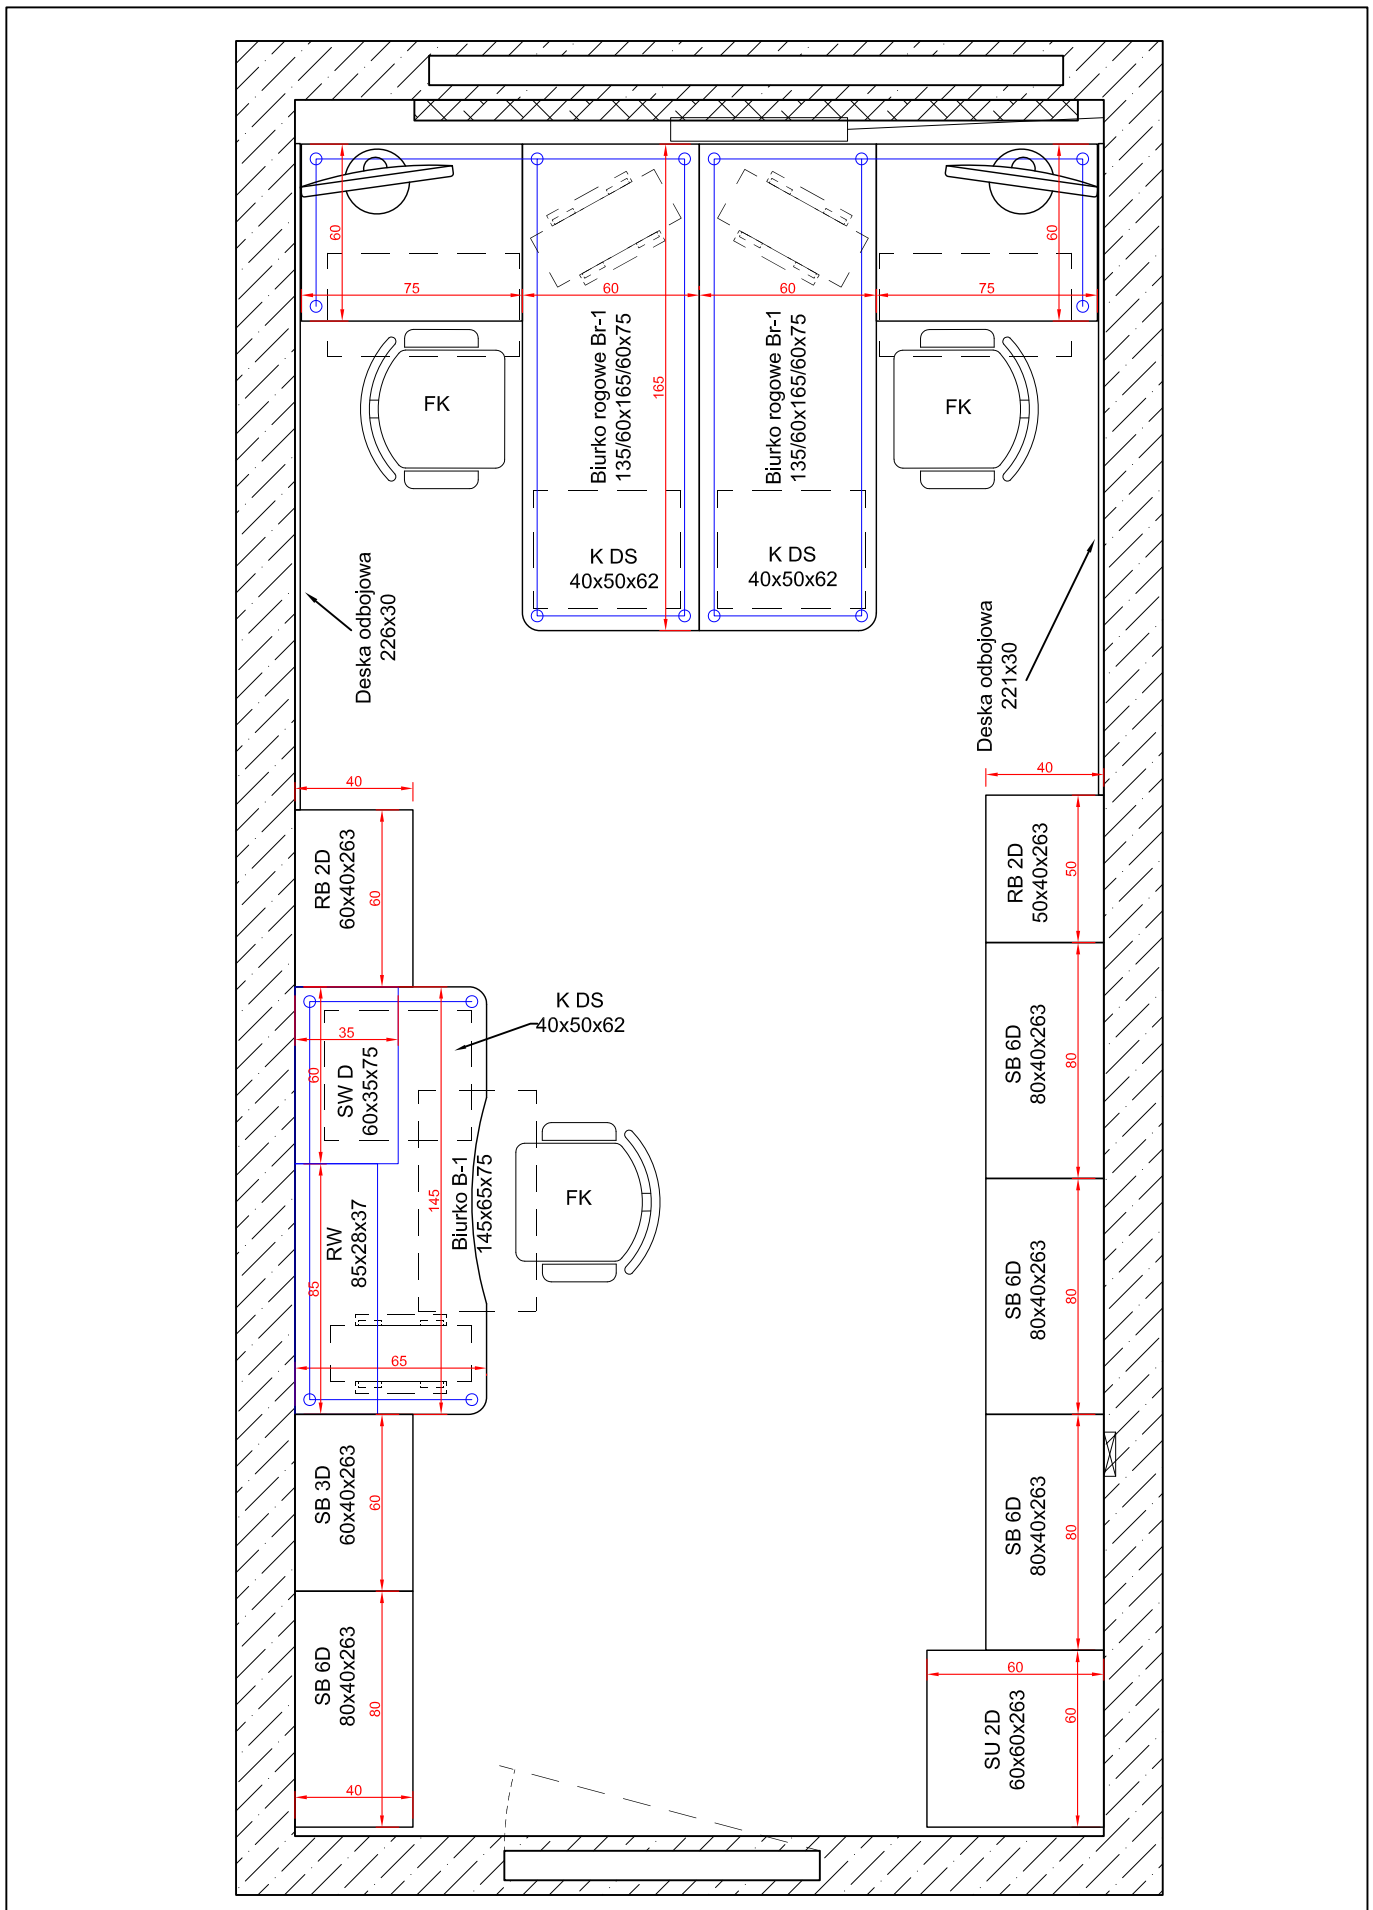 60
75
60
60
75
60
165
Biurko rogowe Br-1
135/60x165/60x75
Biurko rogowe Br-1
135/60x165/60x75
FK
FK
K DS
40x50x62
K DS
40x50x62
Deska odbojowa
226x30
Deska odbojowa
221x30
40
40
RB 2D
60x40x263
60
RB 2D
50x40x263
50
K DS
40x50x62
35
60
SW D
60x35x75
SB 6D
80x40x263
80
145
Biurko B-1
145x65x75
FK
RW
85x28x37
85
65
SB 6D
80x40x263
80
SB 3D
60x40x263
60
SB 6D
80x40x263
80
SB 6D
80x40x263
80
40
60
SU 2D
60x60x263
60